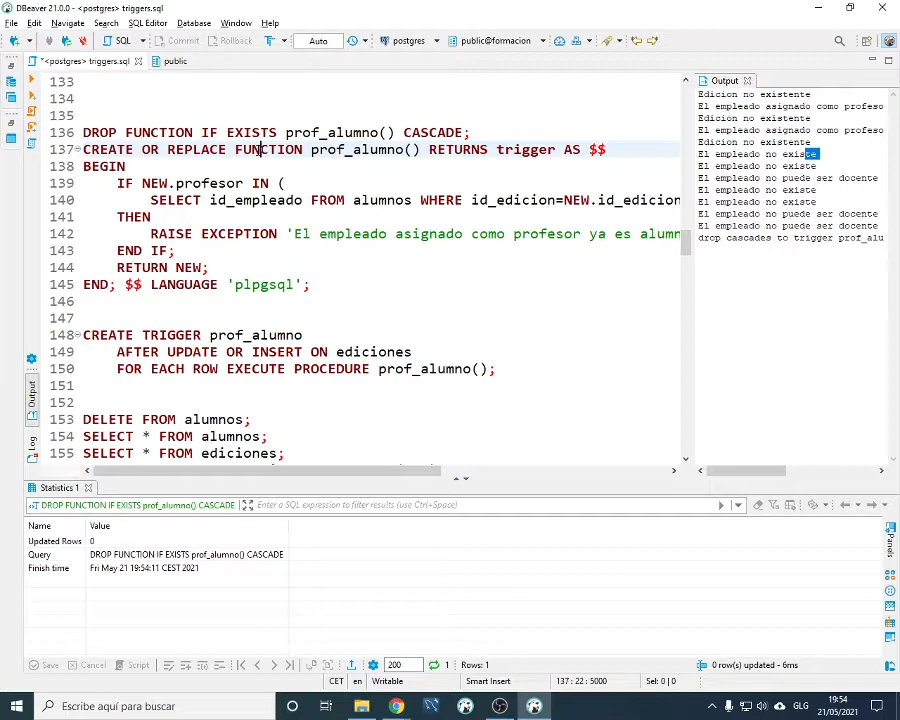 DBeaver 21.0.0 - <postgres> triggers.sql
File Edit Navigate Search SQL Editor Database Window Help
SQL Commit Rollback T Auto postgres public@formacion
*<postgres> triggers.sql public
Output
133
134
135
136 DROP FUNCTION IF EXISTS prof_alumno() CASCADE;
137 CREATE OR REPLACE FUNCTION prof_alumno() RETURNS trigger AS $$
138 BEGIN
139 IF NEW.profesor IN (
140 SELECT id_empleado FROM alumnos WHERE id_edicion=NEW.id_edicion
141 THEN
142 RAISE EXCEPTION 'El empleado asignado como profesor ya es alumn
143 END IF;
144 RETURN NEW;
145 END; $$ LANGUAGE 'plpgsql';
146
147
148 CREATE TRIGGER prof_alumno
149 AFTER UPDATE OR INSERT ON ediciones
150 FOR EACH ROW EXECUTE PROCEDURE prof_alumno();
151
152
153 DELETE FROM alumnos;
154 SELECT * FROM alumnos;
155 SELECT * FROM ediciones;
Edicion no existente
El empleado asignado como profeso
Edicion no existente
El empleado asignado como profeso
Edicion no existente
El empleado no existe
El empleado no existe
El empleado no puede ser docente
El empleado no existe
El empleado no existe
El empleado no puede ser docente
El empleado no puede ser docente
drop cascades to trigger prof_alu
Output
Log
Statistics 1
DROP FUNCTION IF EXISTS prof_alumno() CASCADE Enter a SQL expression to filter results (use Ctrl+Space)
Name Value
Updated Rows 0
Query DROP FUNCTION IF EXISTS prof_alumno() CASCADE
Finish time Fri May 21 19:54:11 CEST 2021
Panels
Save Cancel Script 200 1 Rows: 1 0 row(s) updated - 6ms
CET en Writable Smart Insert 137 : 22 : 5000 Sel: 0 | 0
Escribe aquí para buscar
GLG
19:54
21/05/2021